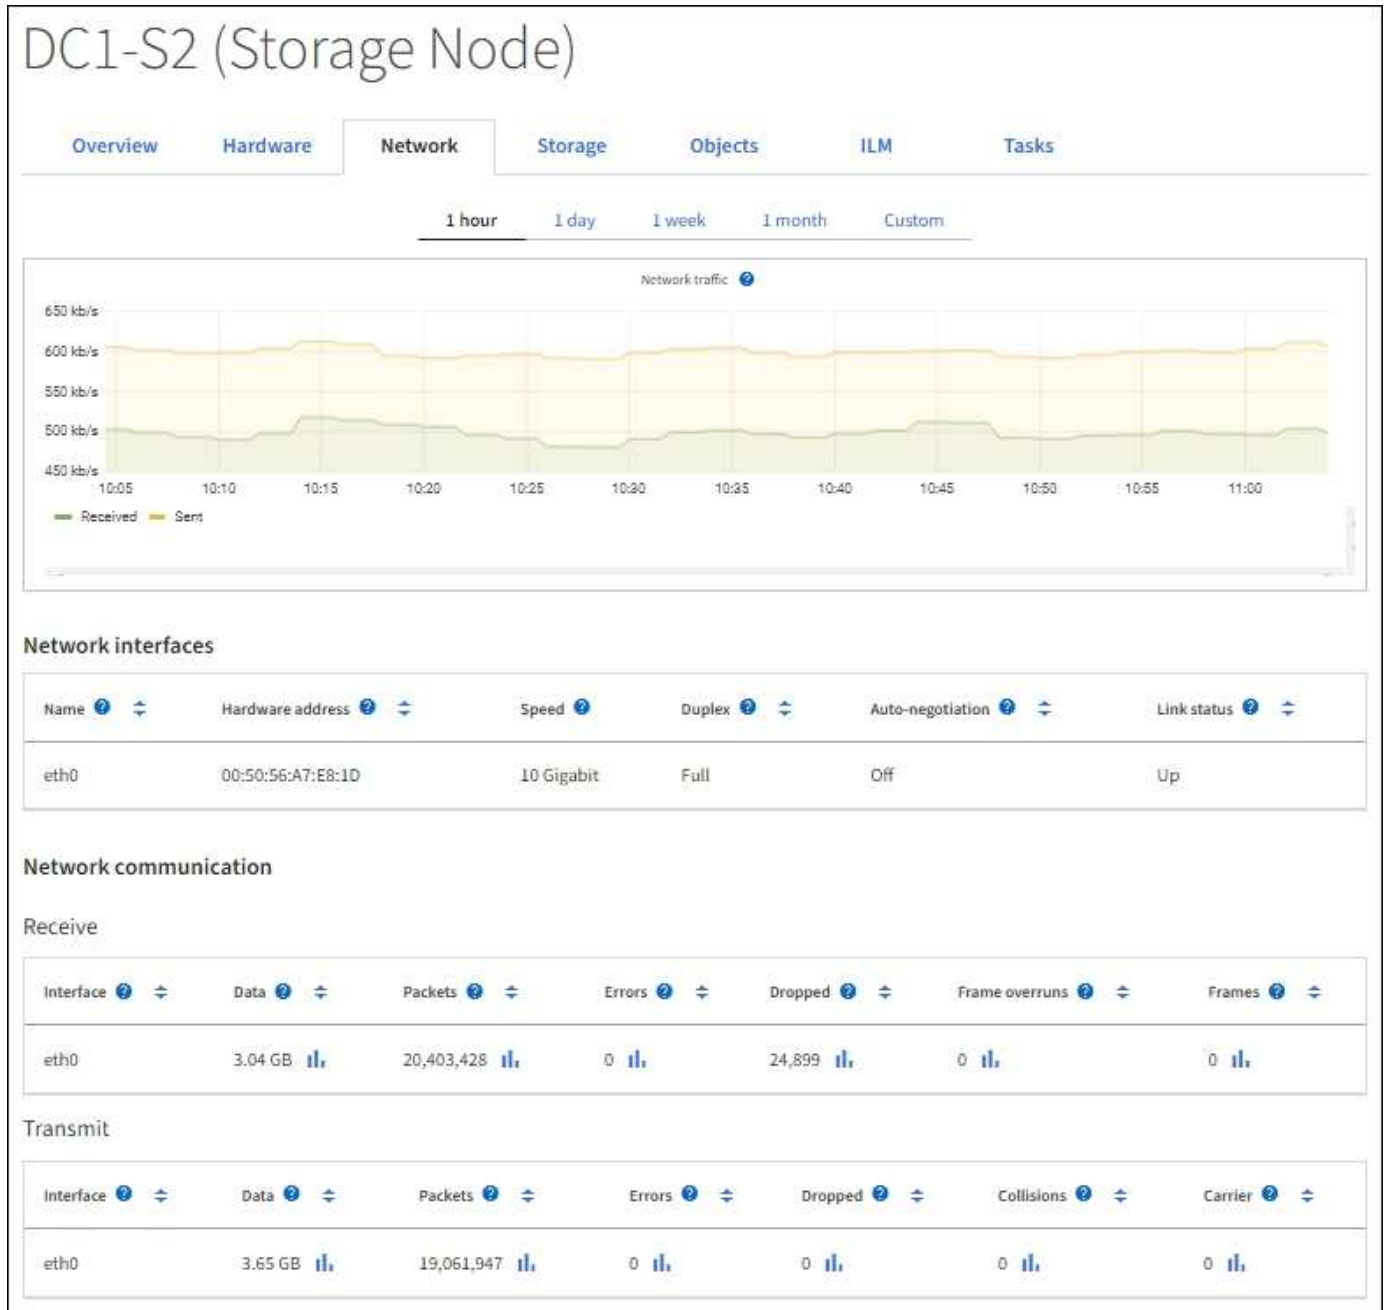 DC1-S2 (Storage Node)
Overview Hardware Network Storage Objects ILM Tasks
1 hour 1 day 1 week 1 month Custom
Network traffic
650 kb/s
600 kb/s
550 kb/s
500 kb/s
450 kb/s
10:05 10:10 10:15 10:20 10:25 10:30 10:35 10:40 10:45 10:50 10:55 11:00
Received Sent
Network interfaces
Name Hardware address Speed Duplex Auto-negotiation Link status
eth0 00:50:56:A7:E8:1D 10 Gigabit Full Off Up
Network communication
Receive
Interface Data Packets Errors Dropped Frame overruns Frames
eth0 3.04 GB 20,403,428 0 24,899 0 0
Transmit
Interface Data Packets Errors Dropped Collisions Carrier
eth0 3.65 GB 19,061,947 0 0 0 0